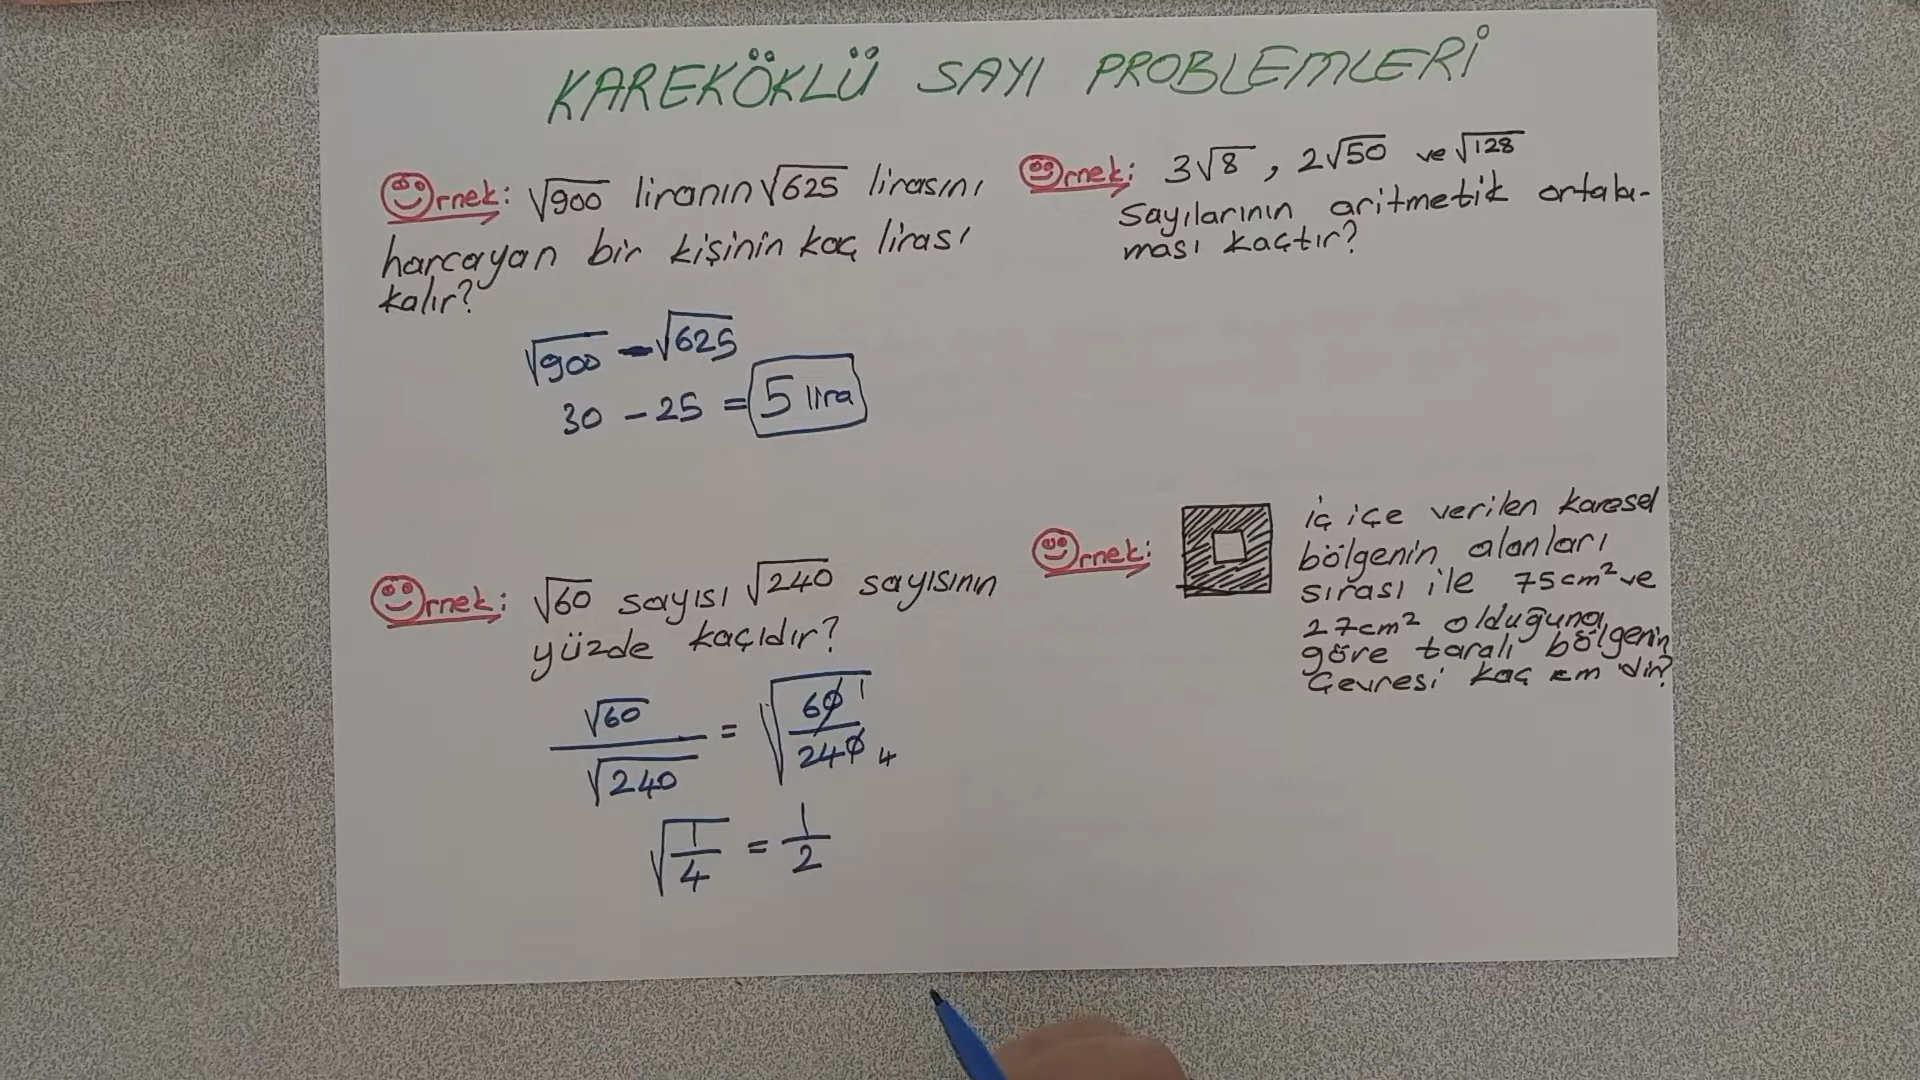 KAREKÖKLÜ SAYI PROBLEMLERİ
Örnek: √900 liranın √625 lirasını
harcayan bir kişinin kaç lirası
kalır?
√900 - √625
30 - 25 = 5 lira
Örnek: √60 sayısı √240 sayısının
yüzde kaçıdır?
√60 / √240 = √(60 / 240) 1 4
√(1/4) = 1/2
Örnek: 3√8, 2√50 ve √128
sayılarının aritmetik ortala-
ması kaçtır?
Örnek: iç içe verilen karesel
bölgenin alanları
sırası ile 75cm² ve
27cm² olduğuna
göre taralı bölgenin
Çevresi kaç cm'dir?